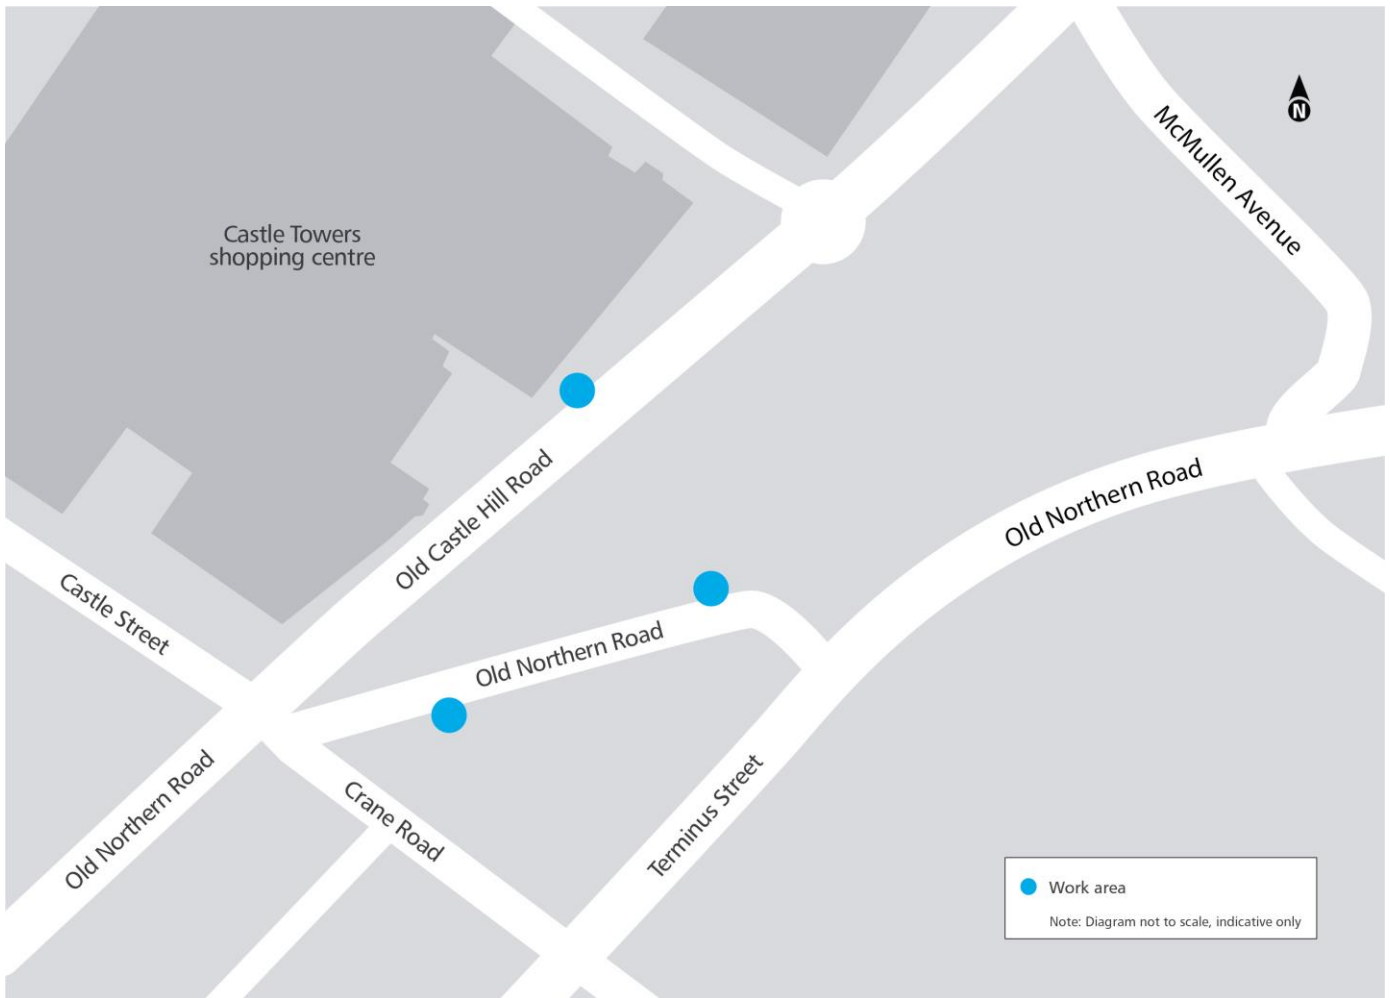 N
McMullen Avenue
Castle Towers
shopping centre
Old Castle Hill Road
Old Northern Road
Castle Street
Old Northern Road
Old Northern Road
Crane Road
Terminus Street
Work area
Note: Diagram not to scale, indicative only